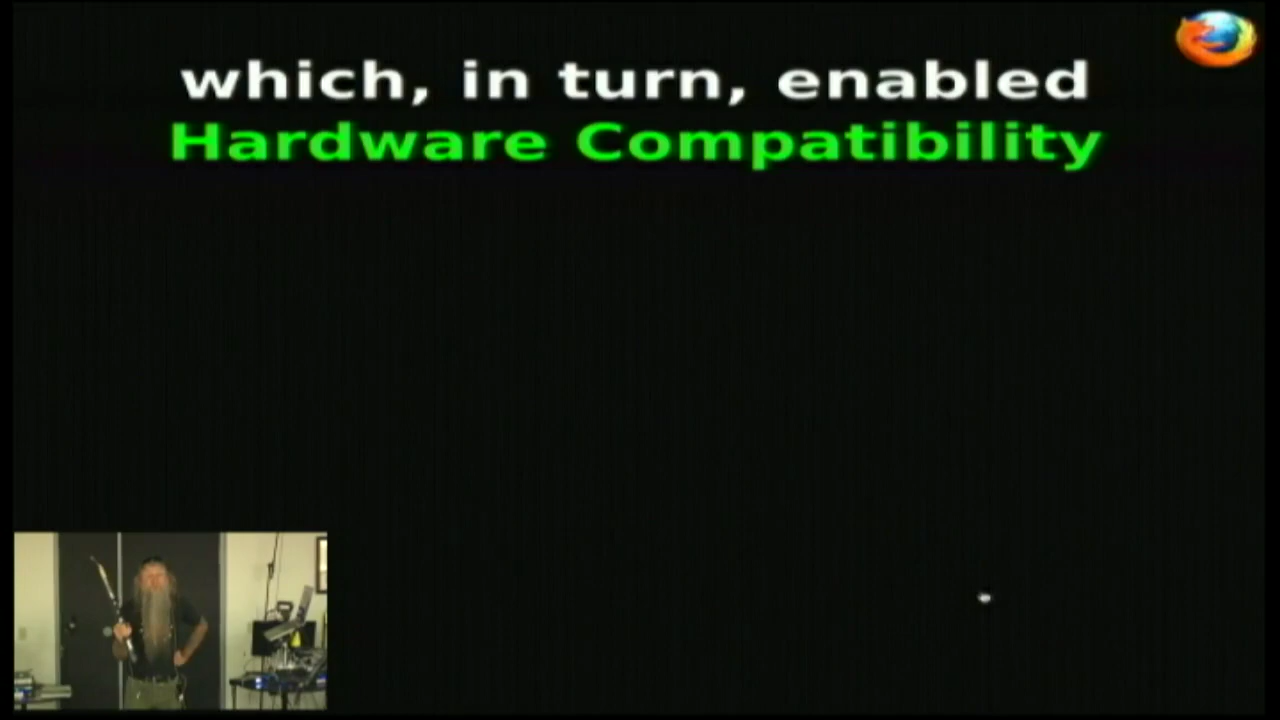 which, in turn, enabled
Hardware Compatibility